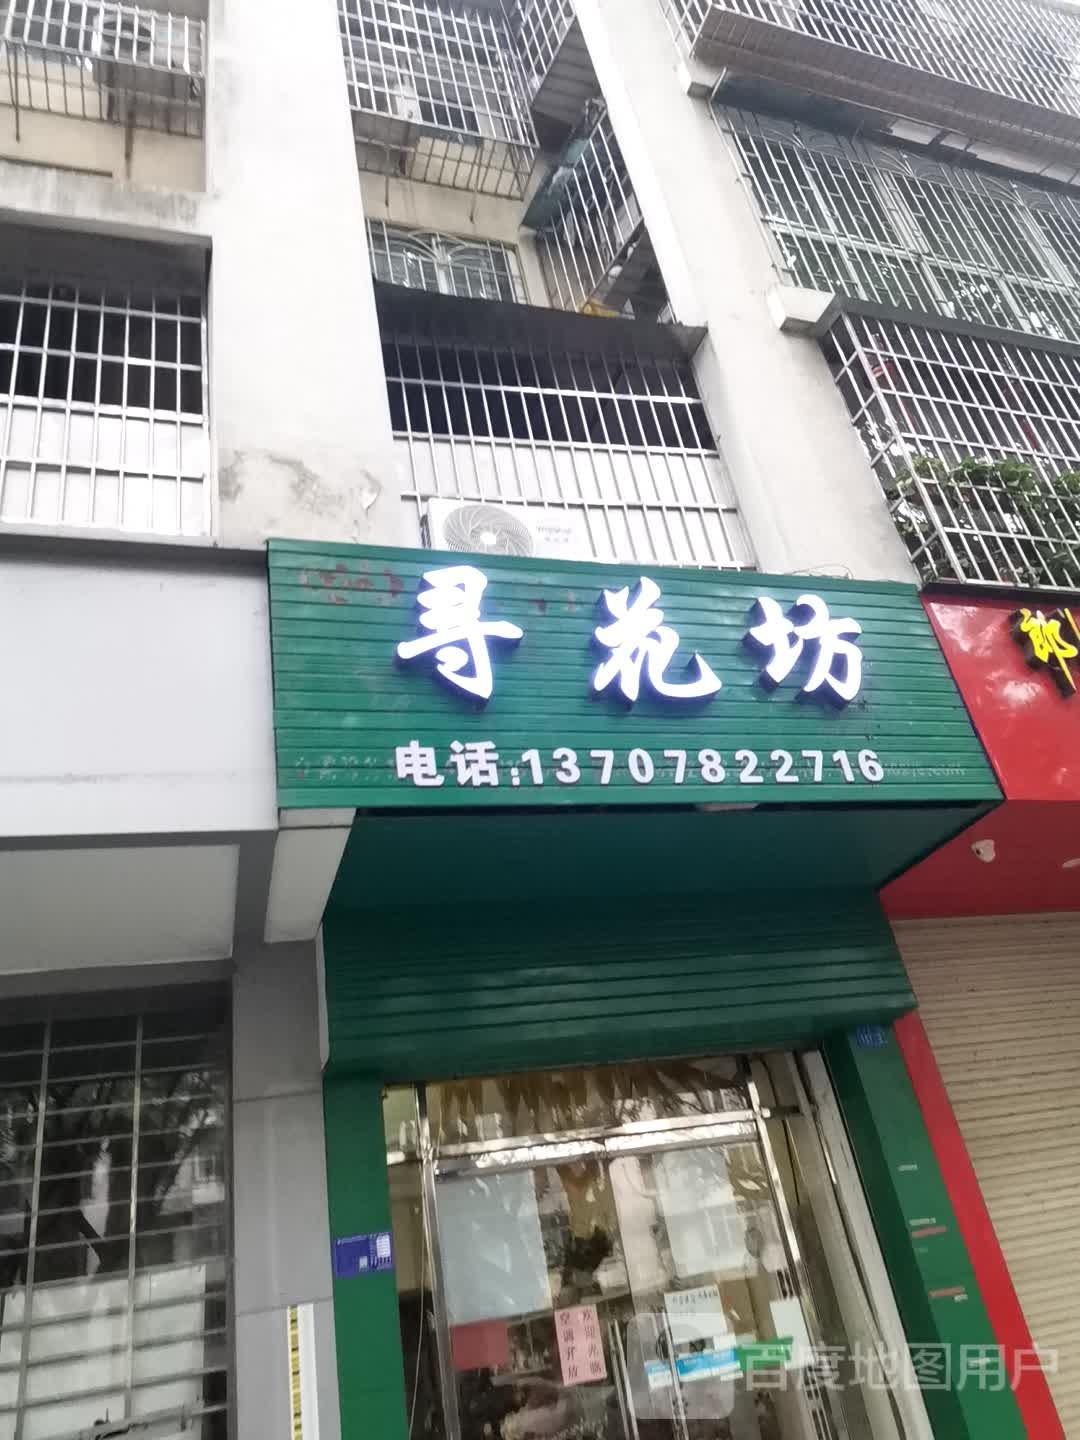 寻花坊
电话:13707822716
郎
欢迎光临
空调开放
百度地图用户